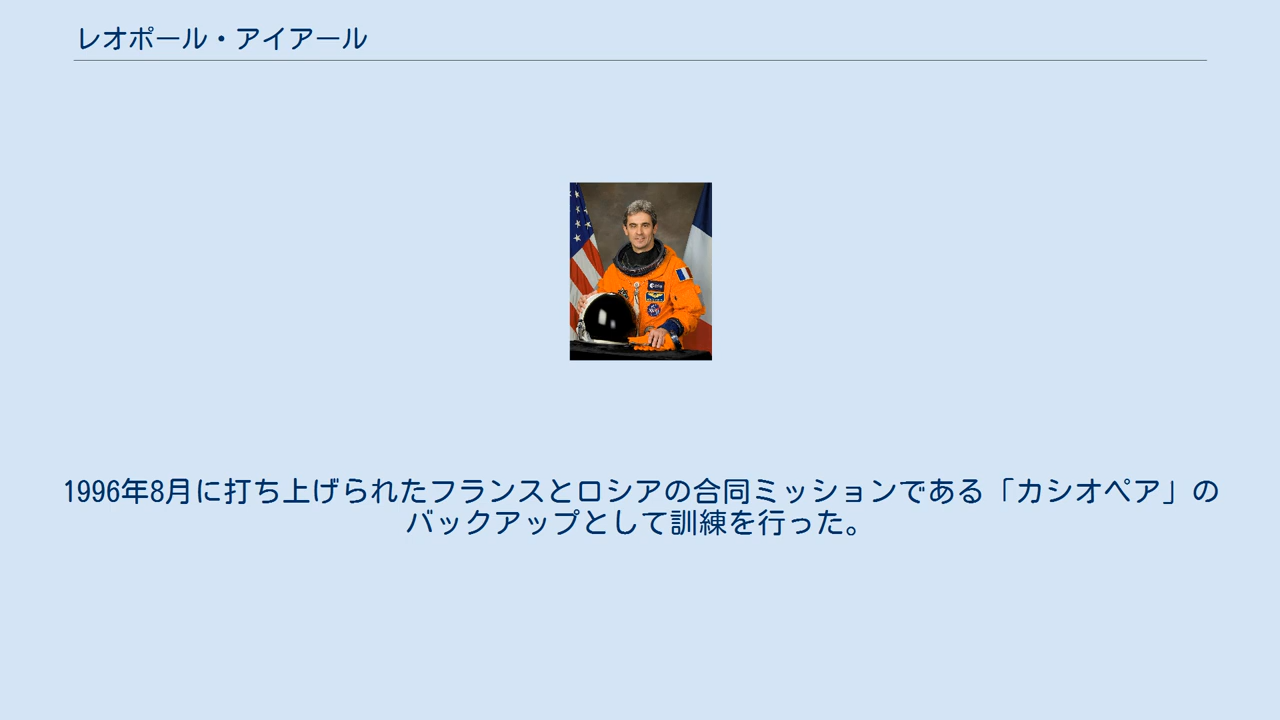 レオポール・アイアール
1996年8月に打ち上げられたフランスとロシアの合同ミッションである「カシオペア」の
バックアップとして訓練を行った。